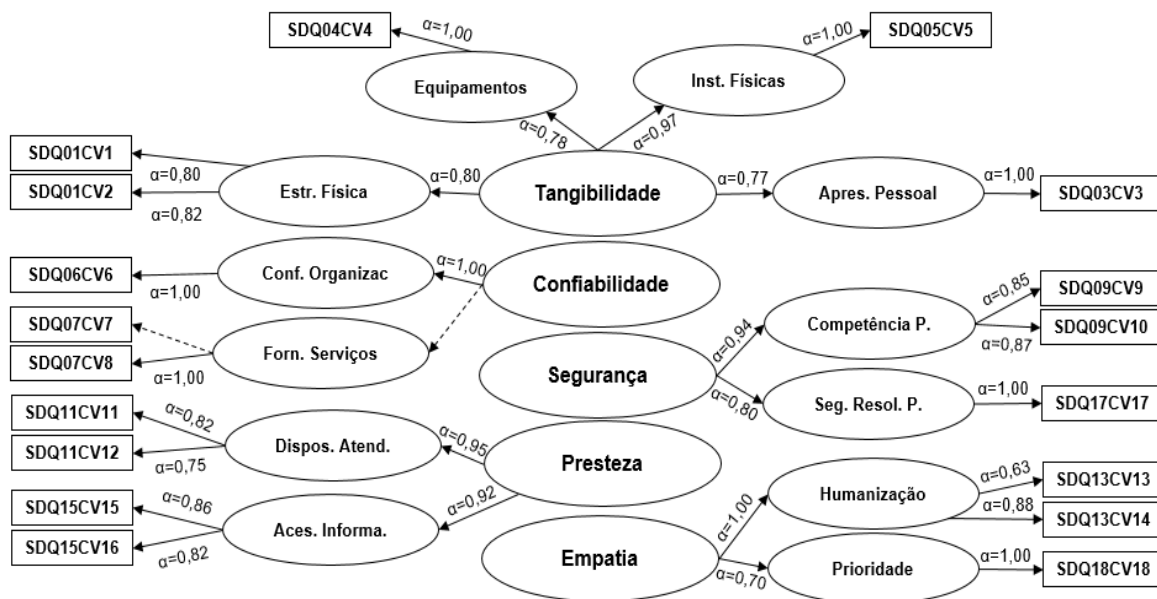 SDQ04CV4
α=1,00
Equipamentos
α=0,78
α=1,00
SDQ05CV5
Inst. Físicas
α=0,97
SDQ01CV1
α=0,80
SDQ01CV2
α=0,82
Estr. Física
α=0,80
Tangibilidade
α=0,77
Apres. Pessoal
α=1,00
SDQ03CV3
SDQ06CV6
α=1,00
Conf. Organizac
α=1,00
Confiabilidade
SDQ07CV7
SDQ07CV8
α=1,00
Forn. Serviços
Segurança
α=0,94
Competência P.
α=0,85
SDQ09CV9
SDQ09CV10
α=0,87
α=0,80
Seg. Resol. P.
α=1,00
SDQ17CV17
SDQ11CV11
α=0,82
SDQ11CV12
α=0,75
Dispos. Atend.
α=0,95
Presteza
α=0,92
SDQ15CV15
α=0,86
SDQ15CV16
α=0,82
Aces. Informa.
Empatia
α=1,00
Humanização
α=0,63
SDQ13CV13
α=0,88
SDQ13CV14
α=0,70
Prioridade
α=1,00
SDQ18CV18